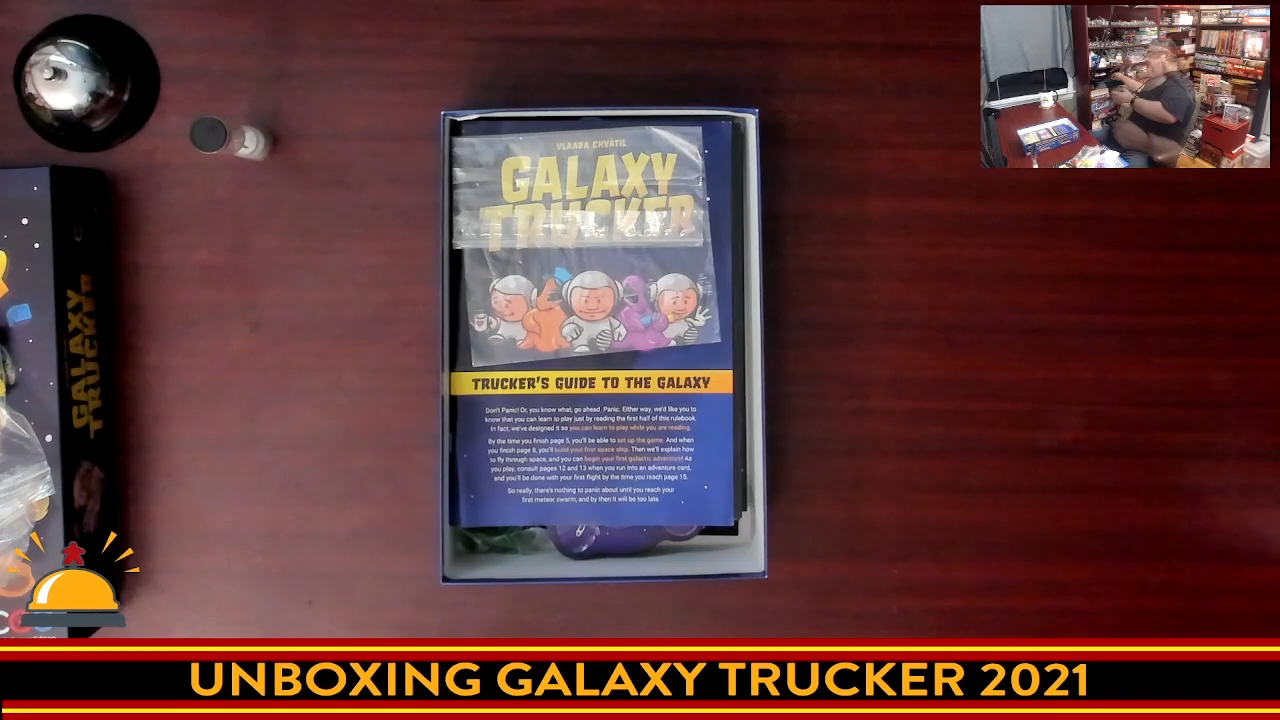 VLAADA CHVÁTIL
GALAXY
TRUCKER
TRUCKER'S GUIDE TO THE GALAXY
Don't Panic! Or, you know what, go ahead. Panic. Either way, we'd like you to
know that you can learn to play just by reading the first half of this rulebook.
In fact, we've designed it so you can learn to play while you are reading.
By the time you finish page 5, you'll be able to set up the game. And when
you finish page 8, you'll build your first space ship. Then we'll explain how
to fly through space, and you can begin your first galactic adventure! As
you play, consult pages 12 and 13 when you run into an adventure card,
and you'll be done with your first flight by the time you reach page 15.
So really, there's nothing to panic about until you reach your
first meteor swarm, and by then it will be too late.
GALAXY
TRUCKER
UNBOXING GALAXY TRUCKER 2021